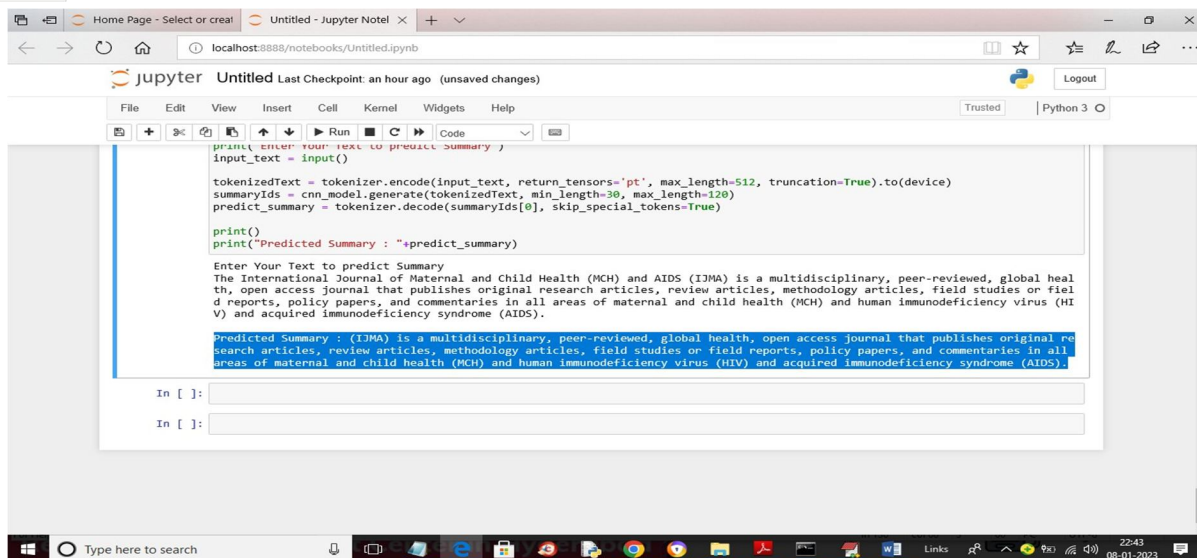 Home Page - Select or creat
Untitled - Jupyter Notel
localhost:8888/notebooks/Untitled.ipynb
jupyter Untitled Last Checkpoint: an hour ago (unsaved changes)
Logout
File Edit View Insert Cell Kernel Widgets Help
Trusted
Python 3
Run
Code
print("Enter Your Text to predict Summary")
input_text = input()
tokenizedText = tokenizer.encode(input_text, return_tensors='pt', max_length=512, truncation=True).to(device)
summaryIds = cnn_model.generate(tokenizedText, min_length=30, max_length=120)
predict_summary = tokenizer.decode(summaryIds[0], skip_special_tokens=True)
print()
print("Predicted Summary : "+predict_summary)
Enter Your Text to predict Summary
The International Journal of Maternal and Child Health (MCH) and AIDS (IJMA) is a multidisciplinary, peer-reviewed, global heal
th, open access journal that publishes original research articles, review articles, methodology articles, field studies or fiel
d reports, policy papers, and commentaries in all areas of maternal and child health (MCH) and human immunodeficiency virus (HI
V) and acquired immunodeficiency syndrome (AIDS).
Predicted Summary : (IJMA) is a multidisciplinary, peer-reviewed, global health, open access journal that publishes original re
search articles, review articles, methodology articles, field studies or field reports, policy papers, and commentaries in all
areas of maternal and child health (MCH) and human immunodeficiency virus (HIV) and acquired immunodeficiency syndrome (AIDS).
In [ ]:
In [ ]:
Type here to search
Links
22:43
08-01-2023